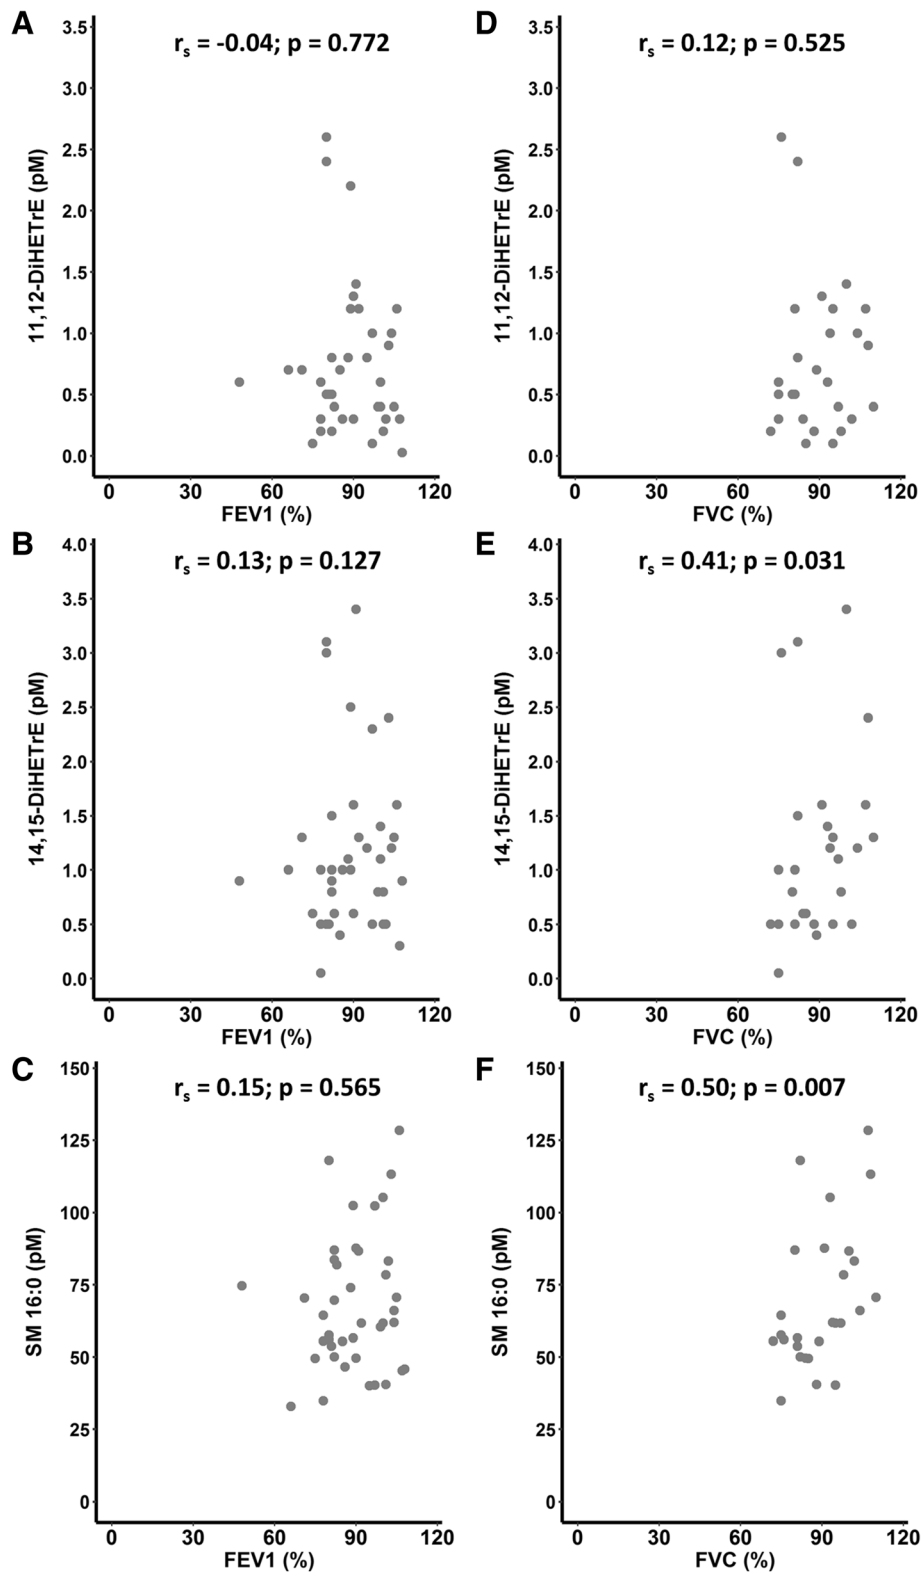 A
r_s = -0.04; p = 0.772
11,12-DiHETrE (pM)
3.5
3.0
2.5
2.0
1.5
1.0
0.5
0.0
0 30 60 90 120
FEV1 (%)
D
r_s = 0.12; p = 0.525
11,12-DiHETrE (pM)
3.5
3.0
2.5
2.0
1.5
1.0
0.5
0.0
0 30 60 90 120
FVC (%)
B
r_s = 0.13; p = 0.127
14,15-DiHETrE (pM)
4.0
3.5
3.0
2.5
2.0
1.5
1.0
0.5
0.0
0 30 60 90 120
FEV1 (%)
E
r_s = 0.41; p = 0.031
14,15-DiHETrE (pM)
4.0
3.5
3.0
2.5
2.0
1.5
1.0
0.5
0.0
0 30 60 90 120
FVC (%)
C
r_s = 0.15; p = 0.565
SM 16:0 (pM)
150
125
100
75
50
25
0
0 30 60 90 120
FEV1 (%)
F
r_s = 0.50; p = 0.007
SM 16:0 (pM)
150
125
100
75
50
25
0
0 30 60 90 120
FVC (%)